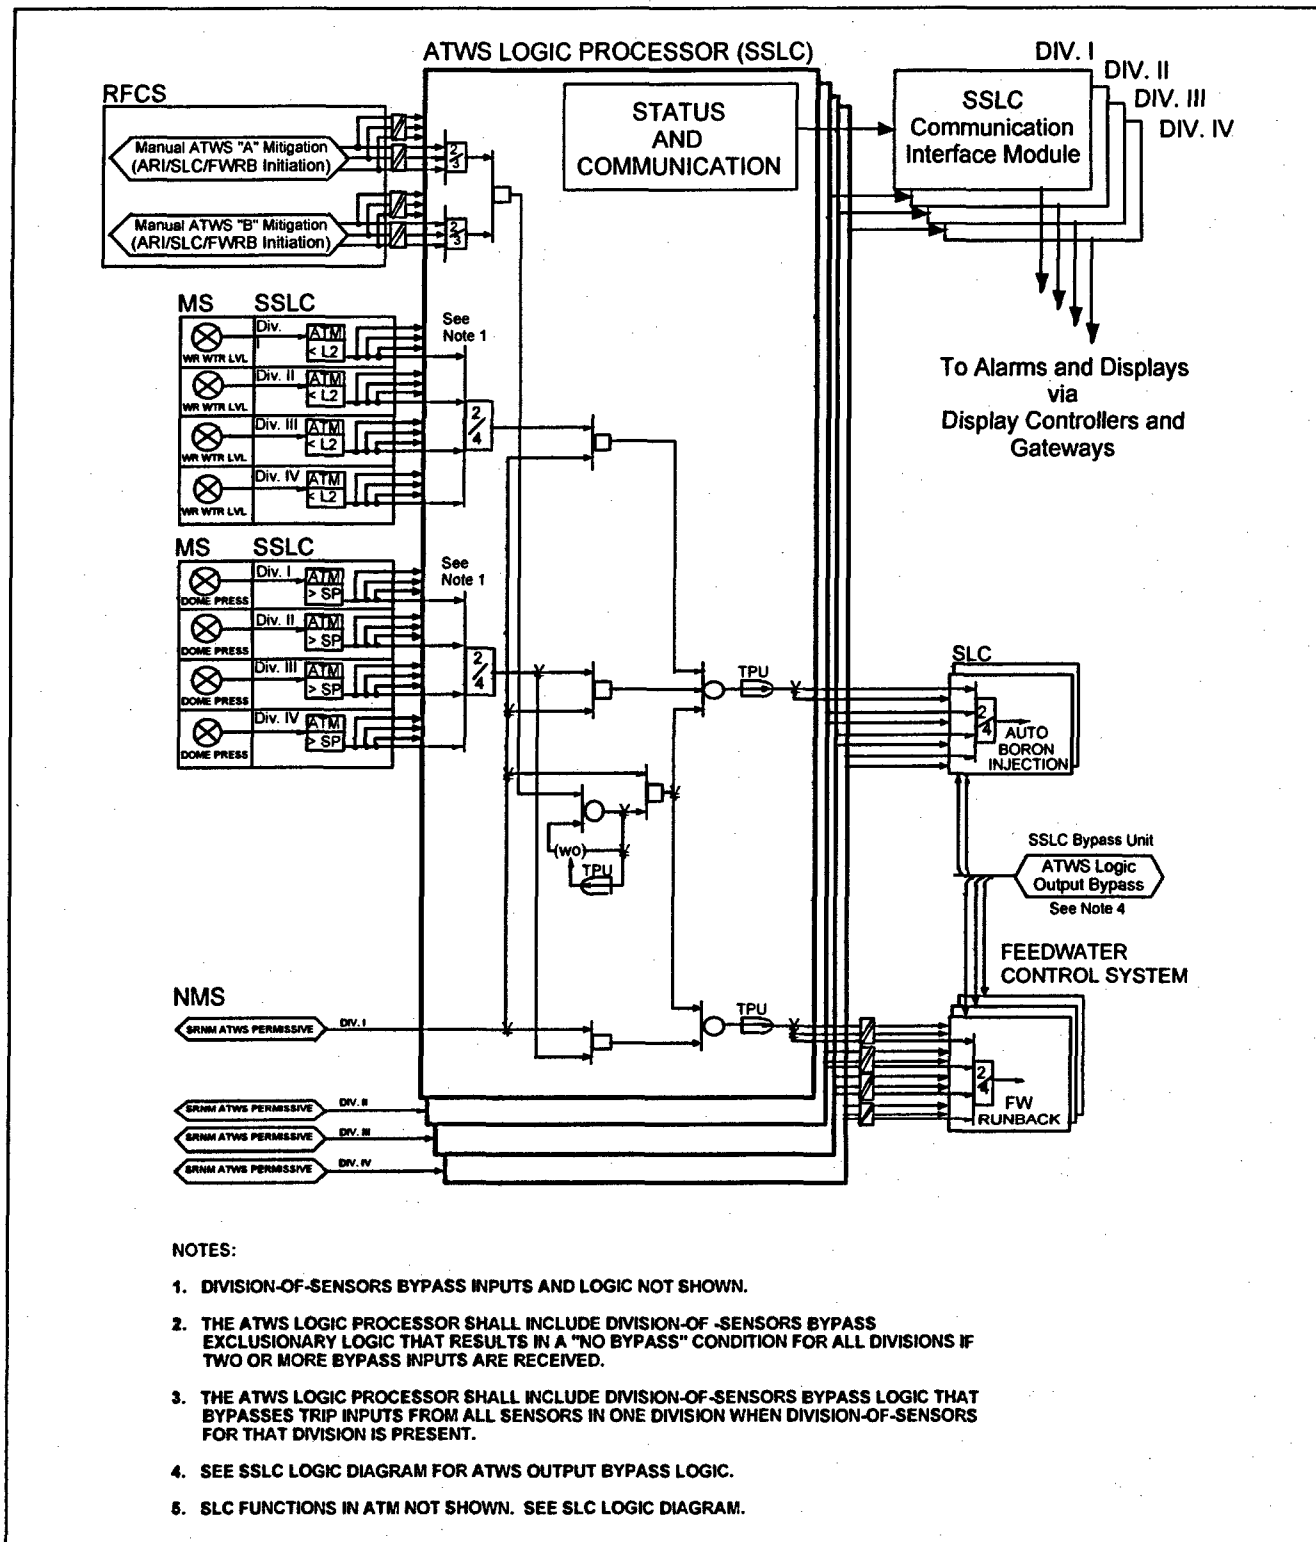 ATWS LOGIC PROCESSOR (SSLC)
DIV. I
DIV. II
DIV. III
DIV. IV
RFCS
STATUS
AND
COMMUNICATION
SSLC
Communication
Interface Module
Manual ATWS "A" Mitigation
(ARI/SLC/FWRB Initiation)
2/3
Manual ATWS "B" Mitigation
(ARI/SLC/FWRB Initiation)
2/3
MS SSLC
See
Note 1
Div. I
ATM
< L2
WR WTR LVL
Div. II
ATM
< L2
WR WTR LVL
Div. III
ATM
< L2
WR WTR LVL
Div. IV
ATM
< L2
WR WTR LVL
2/4
To Alarms and Displays
via
Display Controllers and
Gateways
MS SSLC
See
Note 1
Div. I
ATM
> SP
DOME PRESS
Div. II
ATM
> SP
DOME PRESS
Div. III
ATM
> SP
DOME PRESS
Div. IV
ATM
> SP
DOME PRESS
2/4
TPU
SLC
2/4
AUTO
BORON
INJECTION
(wo)
TPU
SSLC Bypass Unit
ATWS Logic
Output Bypass
See Note 4
FEEDWATER
CONTROL SYSTEM
NMS
SRNM ATWS PERMISSIVE DIV. I
TPU
2/4
FW
RUNBACK
SRNM ATWS PERMISSIVE DIV. II
SRNM ATWS PERMISSIVE DIV. III
SRNM ATWS PERMISSIVE DIV. IV
NOTES:
1. DIVISION-OF-SENSORS BYPASS INPUTS AND LOGIC NOT SHOWN.
2. THE ATWS LOGIC PROCESSOR SHALL INCLUDE DIVISION-OF -SENSORS BYPASS
EXCLUSIONARY LOGIC THAT RESULTS IN A "NO BYPASS" CONDITION FOR ALL DIVISIONS IF
TWO OR MORE BYPASS INPUTS ARE RECEIVED.
3. THE ATWS LOGIC PROCESSOR SHALL INCLUDE DIVISION-OF-SENSORS BYPASS LOGIC THAT
BYPASSES TRIP INPUTS FROM ALL SENSORS IN ONE DIVISION WHEN DIVISION-OF-SENSORS
FOR THAT DIVISION IS PRESENT.
4. SEE SSLC LOGIC DIAGRAM FOR ATWS OUTPUT BYPASS LOGIC.
5. SLC FUNCTIONS IN ATM NOT SHOWN. SEE SLC LOGIC DIAGRAM.